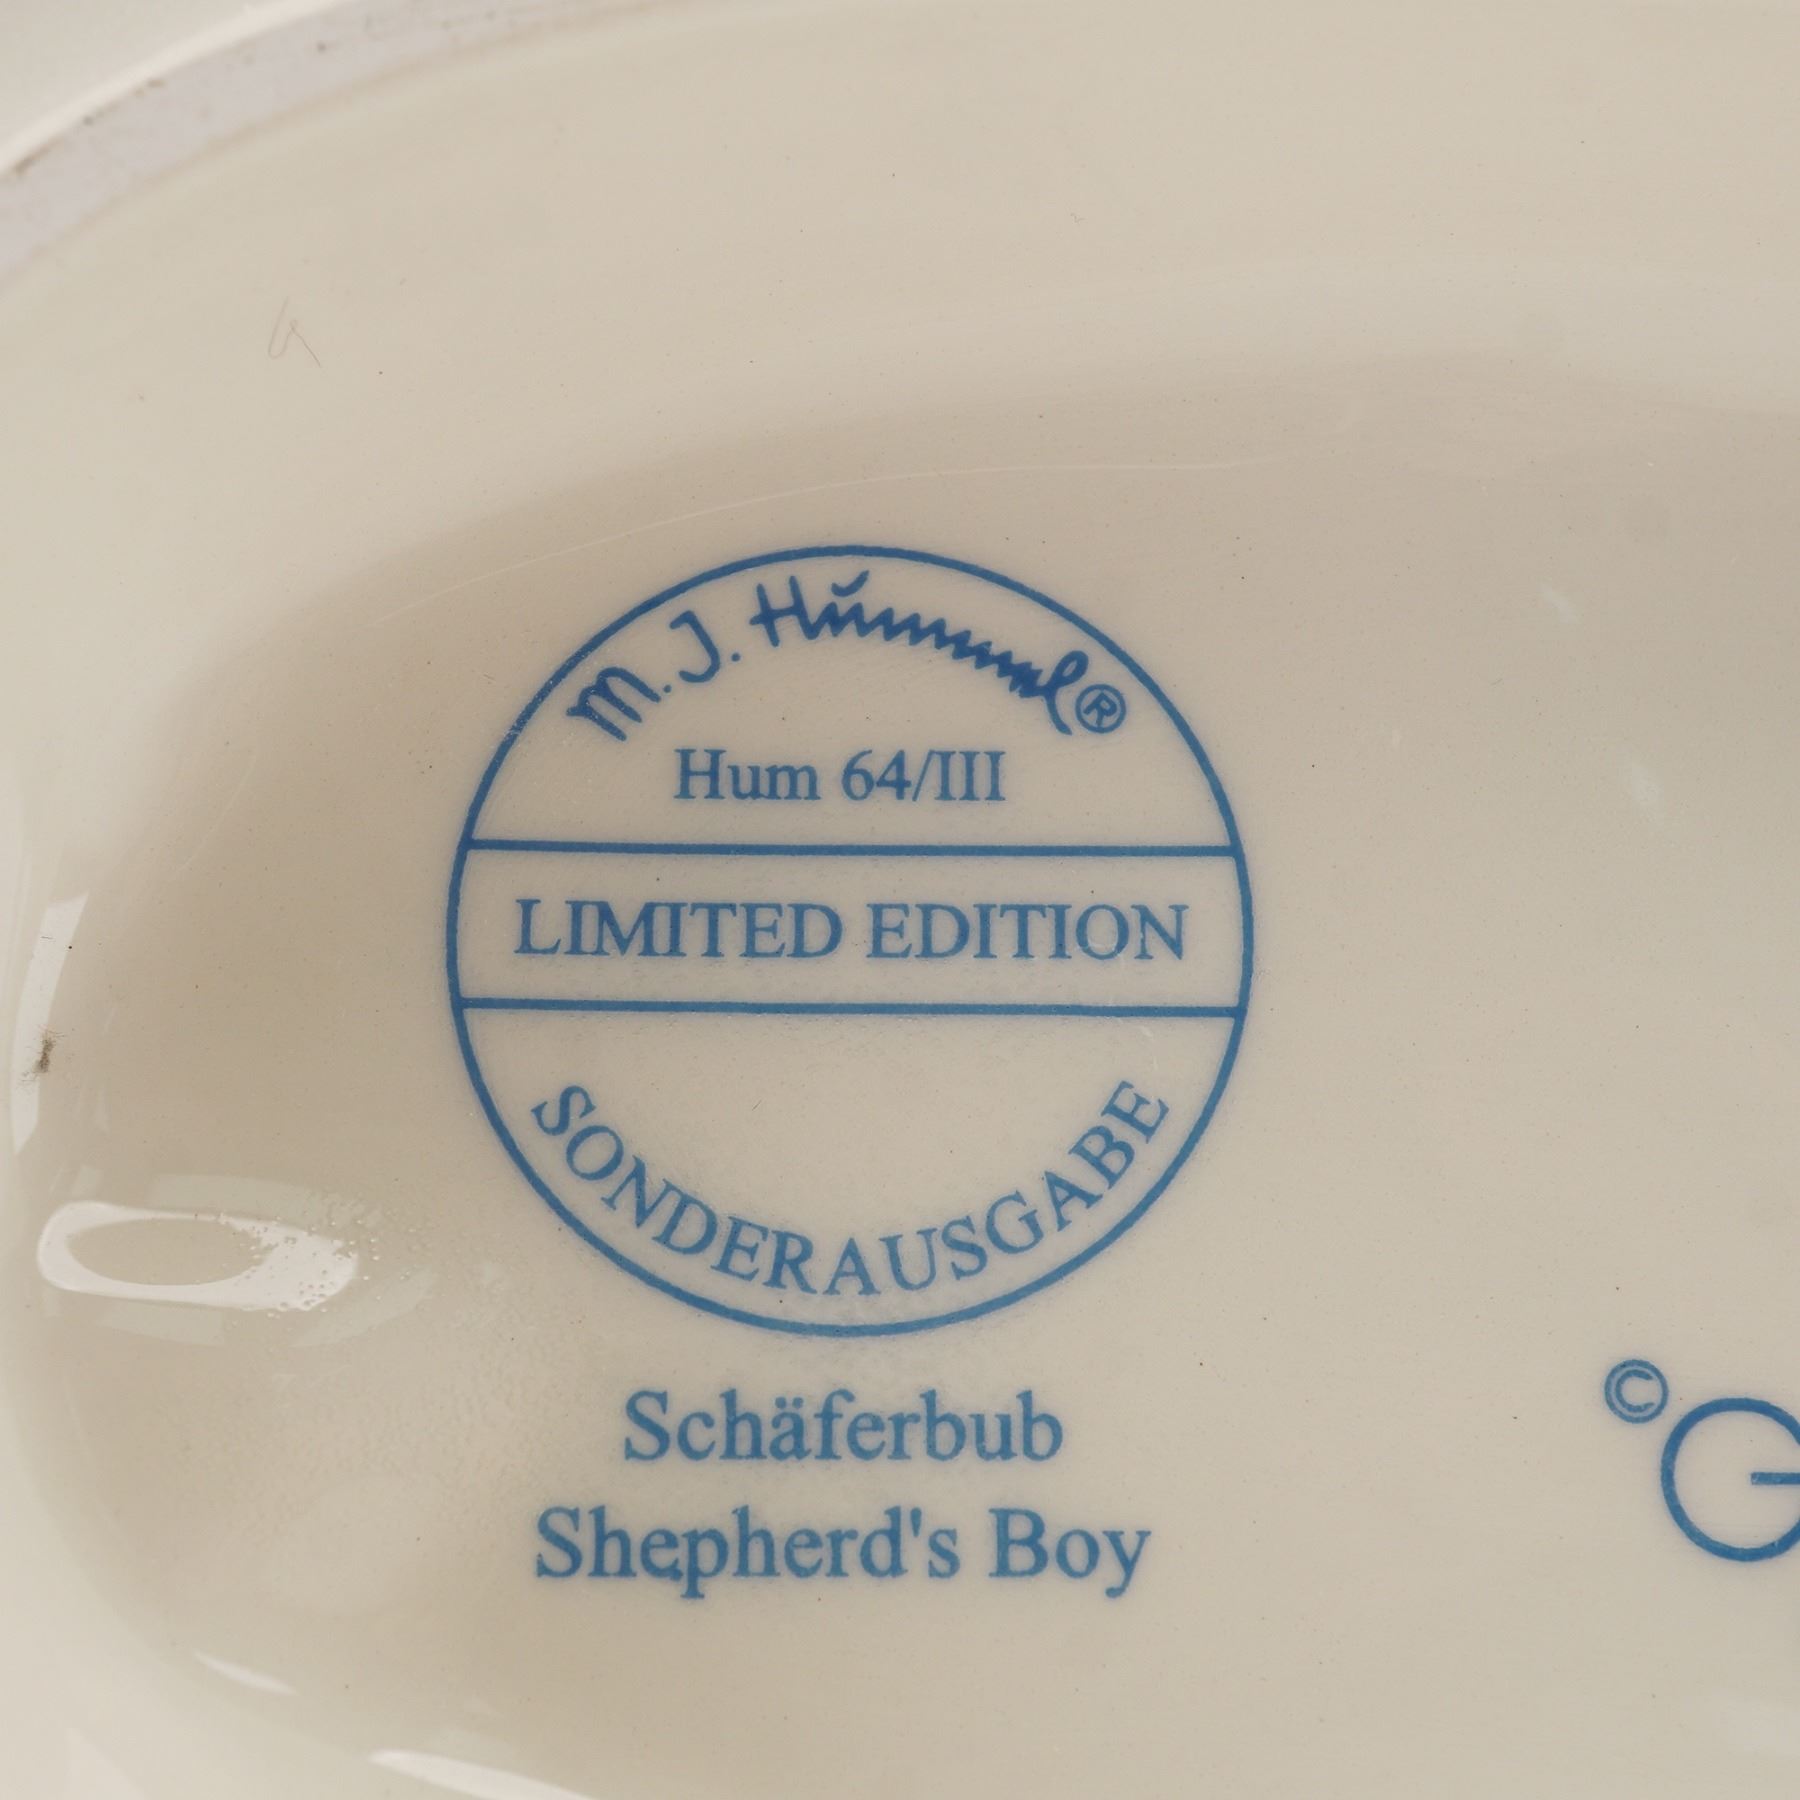 M. J. Hummel®
Hum 64/III
LIMITED EDITION
SONDERAUSGABE
Schäferbub
Shepherd's Boy
© G